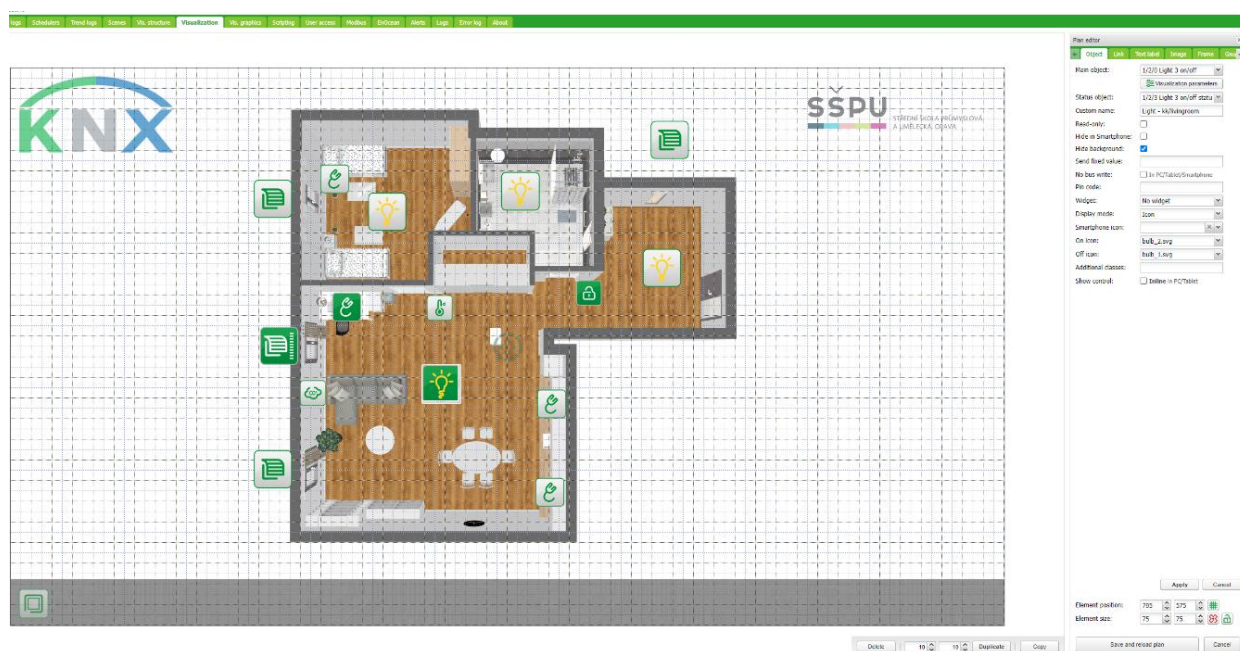 ags Schedulers Trend logs Scenes Vis. structure Visualization Vis. graphics Scripting User access Modbus EnOcean Alerts Logs Error log About
Plan editor
Object Link Text label Image Frame Gau
Main object: 1/2/0 Light 3 on/off
Visualization parameters
Status object: 1/2/3 Light 3 on/off statu
Custom name: Light - kk/livingroom
Read-only:
Hide in Smartphone:
Hide background:
Send fixed value:
No bus write: In PC/Tablet/Smartphone
Pin code:
Widget: No widget
Display mode: Icon
Smartphone icon:
On icon: bulb_2.svg
Off icon: bulb_1.svg
Additional classes:
Show control: Inline in PC/Tablet
KNX
SŠPU STŘEDNÍ ŠKOLA PRŮMYSLOVÁ
A UMĚLECKÁ, OPAVA
Apply Cancel
Element position: 785 575
Element size: 75 75
Save and reload plan Cancel
Delete 10 10 Duplicate Copy